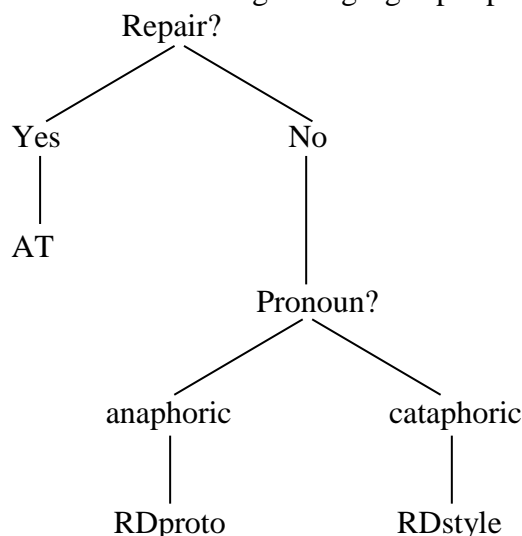 Repair?
Yes No
AT
Pronoun?
anaphoric cataphoric
RDproto RDstyle